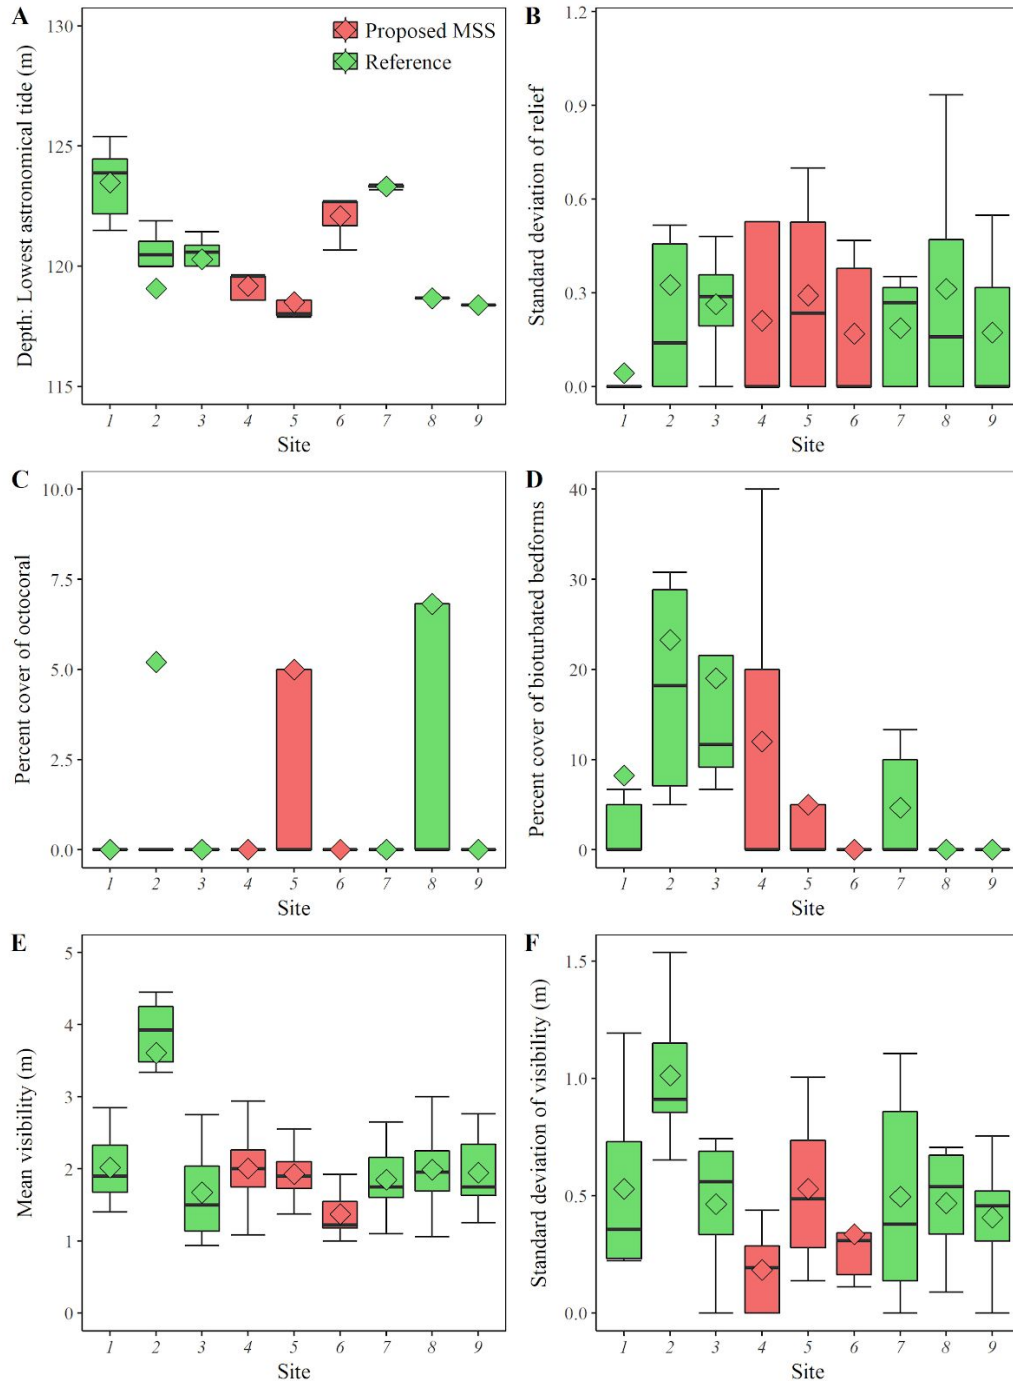 A
Depth: Lowest astronomical tide (m)
130
125
120
115
Proposed MSS
Reference
1 2 3 4 5 6 7 8 9
Site
B
Standard deviation of relief
1.2
0.9
0.6
0.3
0.0
1 2 3 4 5 6 7 8 9
Site
C
Percent cover of octocoral
10.0
7.5
5.0
2.5
0.0
1 2 3 4 5 6 7 8 9
Site
D
Percent cover of bioturbated bedforms
40
30
20
10
0
1 2 3 4 5 6 7 8 9
Site
E
Mean visibility (m)
5
4
3
2
1
0
1 2 3 4 5 6 7 8 9
Site
F
Standard deviation of visibility (m)
1.5
1.0
0.5
0.0
1 2 3 4 5 6 7 8 9
Site